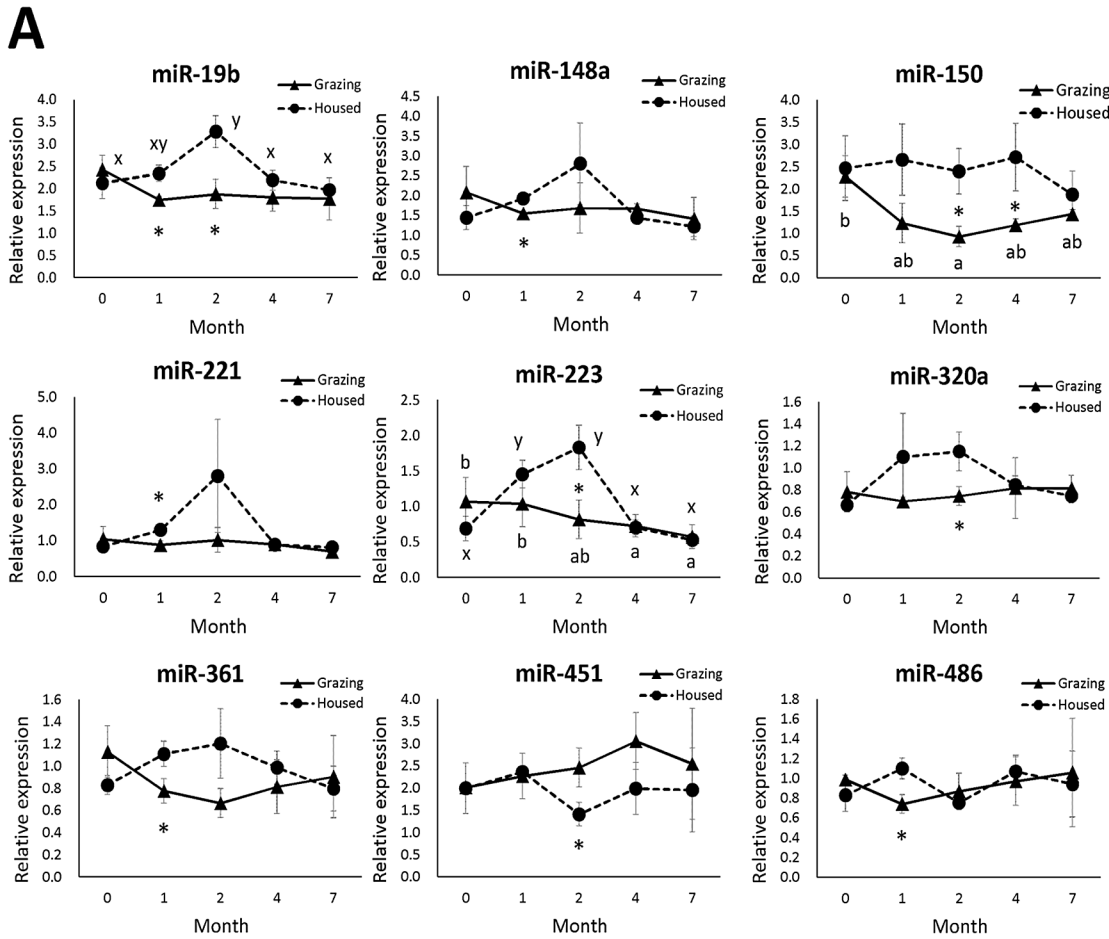 A
miR-19b
Grazing
Housed
Relative expression
4.0
3.5
3.0
2.5
2.0
1.5
1.0
0.5
0.0
x
xy
y
x
x
*
*
0 1 2 4 7
Month
miR-148a
Grazing
Housed
Relative expression
4.5
4.0
3.5
3.0
2.5
2.0
1.5
1.0
0.5
0.0
*
0 1 2 4 7
Month
miR-150
Grazing
Housed
Relative expression
4.0
3.5
3.0
2.5
2.0
1.5
1.0
0.5
0.0
*
*
b
ab
a
ab
ab
0 1 2 4 7
Month
miR-221
Grazing
Housed
Relative expression
5.0
4.0
3.0
2.0
1.0
0.0
*
0 1 2 4 7
Month
miR-223
Grazing
Housed
Relative expression
2.5
2.0
1.5
1.0
0.5
0.0
b
y
y
*
x
x
x
b
ab
a
a
0 1 2 4 7
Month
miR-320a
Grazing
Housed
Relative expression
1.6
1.4
1.2
1.0
0.8
0.6
0.4
0.2
0.0
*
0 1 2 4 7
Month
miR-361
Grazing
Housed
Relative expression
1.6
1.4
1.2
1.0
0.8
0.6
0.4
0.2
0.0
*
0 1 2 4 7
Month
miR-451
Grazing
Housed
Relative expression
4.0
3.5
3.0
2.5
2.0
1.5
1.0
0.5
0.0
*
0 1 2 4 7
Month
miR-486
Grazing
Housed
Relative expression
1.8
1.6
1.4
1.2
1.0
0.8
0.6
0.4
0.2
0.0
*
0 1 2 4 7
Month